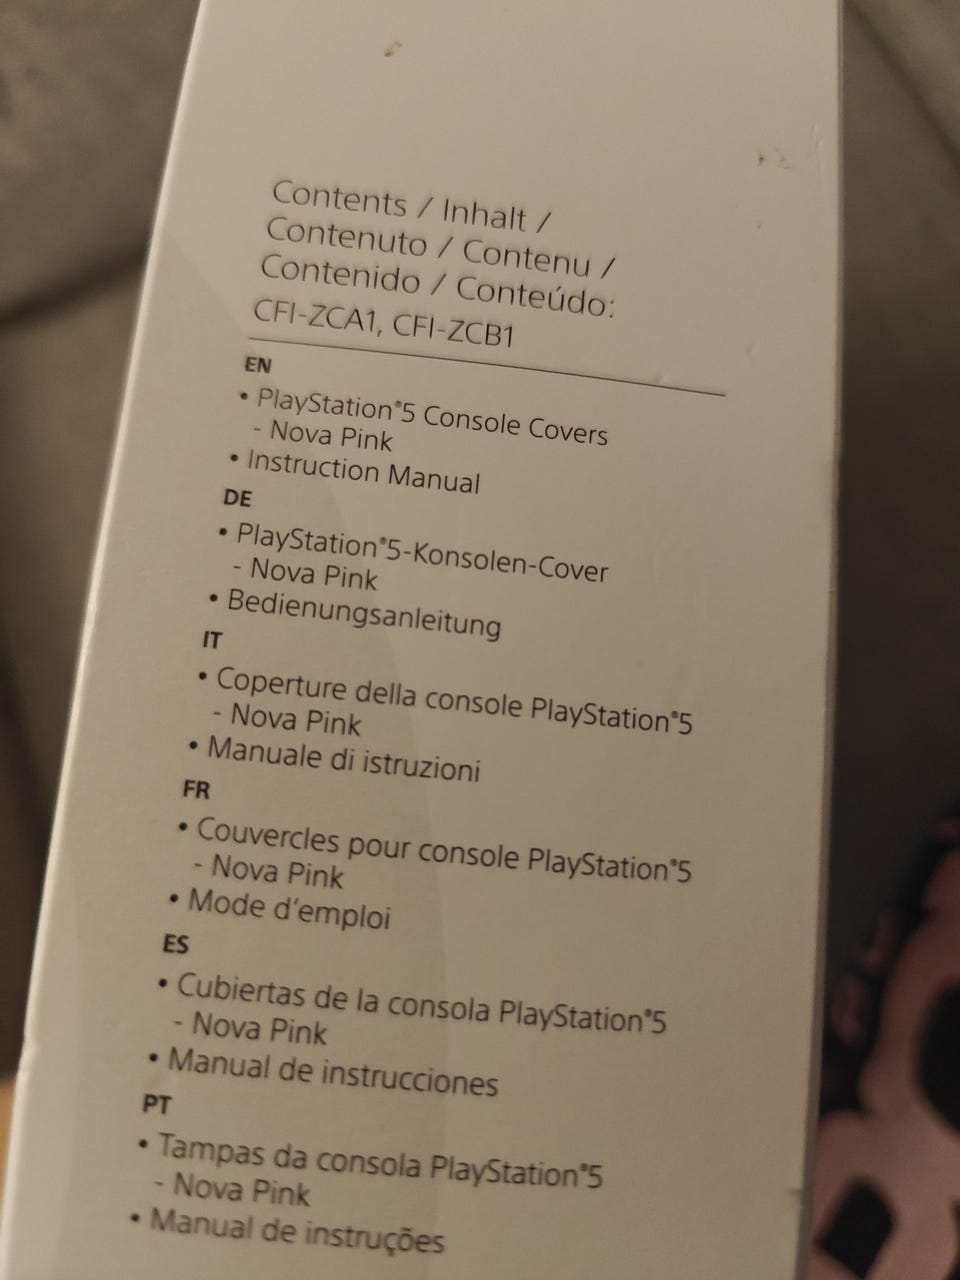 Contents / Inhalt /
Contenuto / Contenu /
Contenido / Conteúdo:
CFI-ZCA1, CFI-ZCB1
EN
• PlayStation®5 Console Covers
- Nova Pink
• Instruction Manual
DE
• PlayStation®5-Konsolen-Cover
- Nova Pink
• Bedienungsanleitung
IT
• Coperture della console PlayStation®5
- Nova Pink
• Manuale di istruzioni
FR
• Couvercles pour console PlayStation®5
- Nova Pink
• Mode d'emploi
ES
• Cubiertas de la consola PlayStation®5
- Nova Pink
• Manual de instrucciones
PT
• Tampas da consola PlayStation®5
- Nova Pink
• Manual de instruções